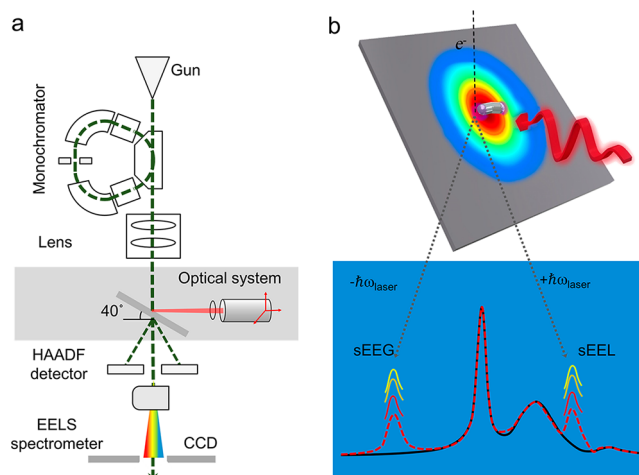 a
Gun
Monochromator
Lens
Optical system
40°
HAADF
detector
EELS
spectrometer
CCD
b
e-
-ℏω_laser
+ℏω_laser
sEEG
sEEL